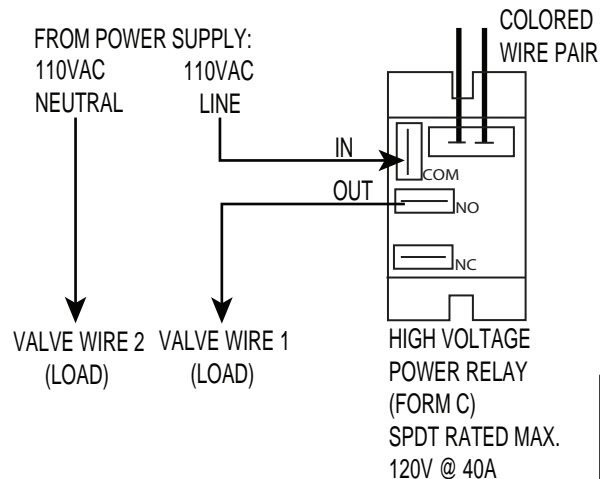 FROM POWER SUPPLY:
110VAC
NEUTRAL
110VAC
LINE
COLORED
WIRE PAIR
IN
COM
OUT
NO
NC
VALVE WIRE 2
(LOAD)
VALVE WIRE 1
(LOAD)
HIGH VOLTAGE
POWER RELAY
(FORM C)
SPDT RATED MAX.
120V @ 40A